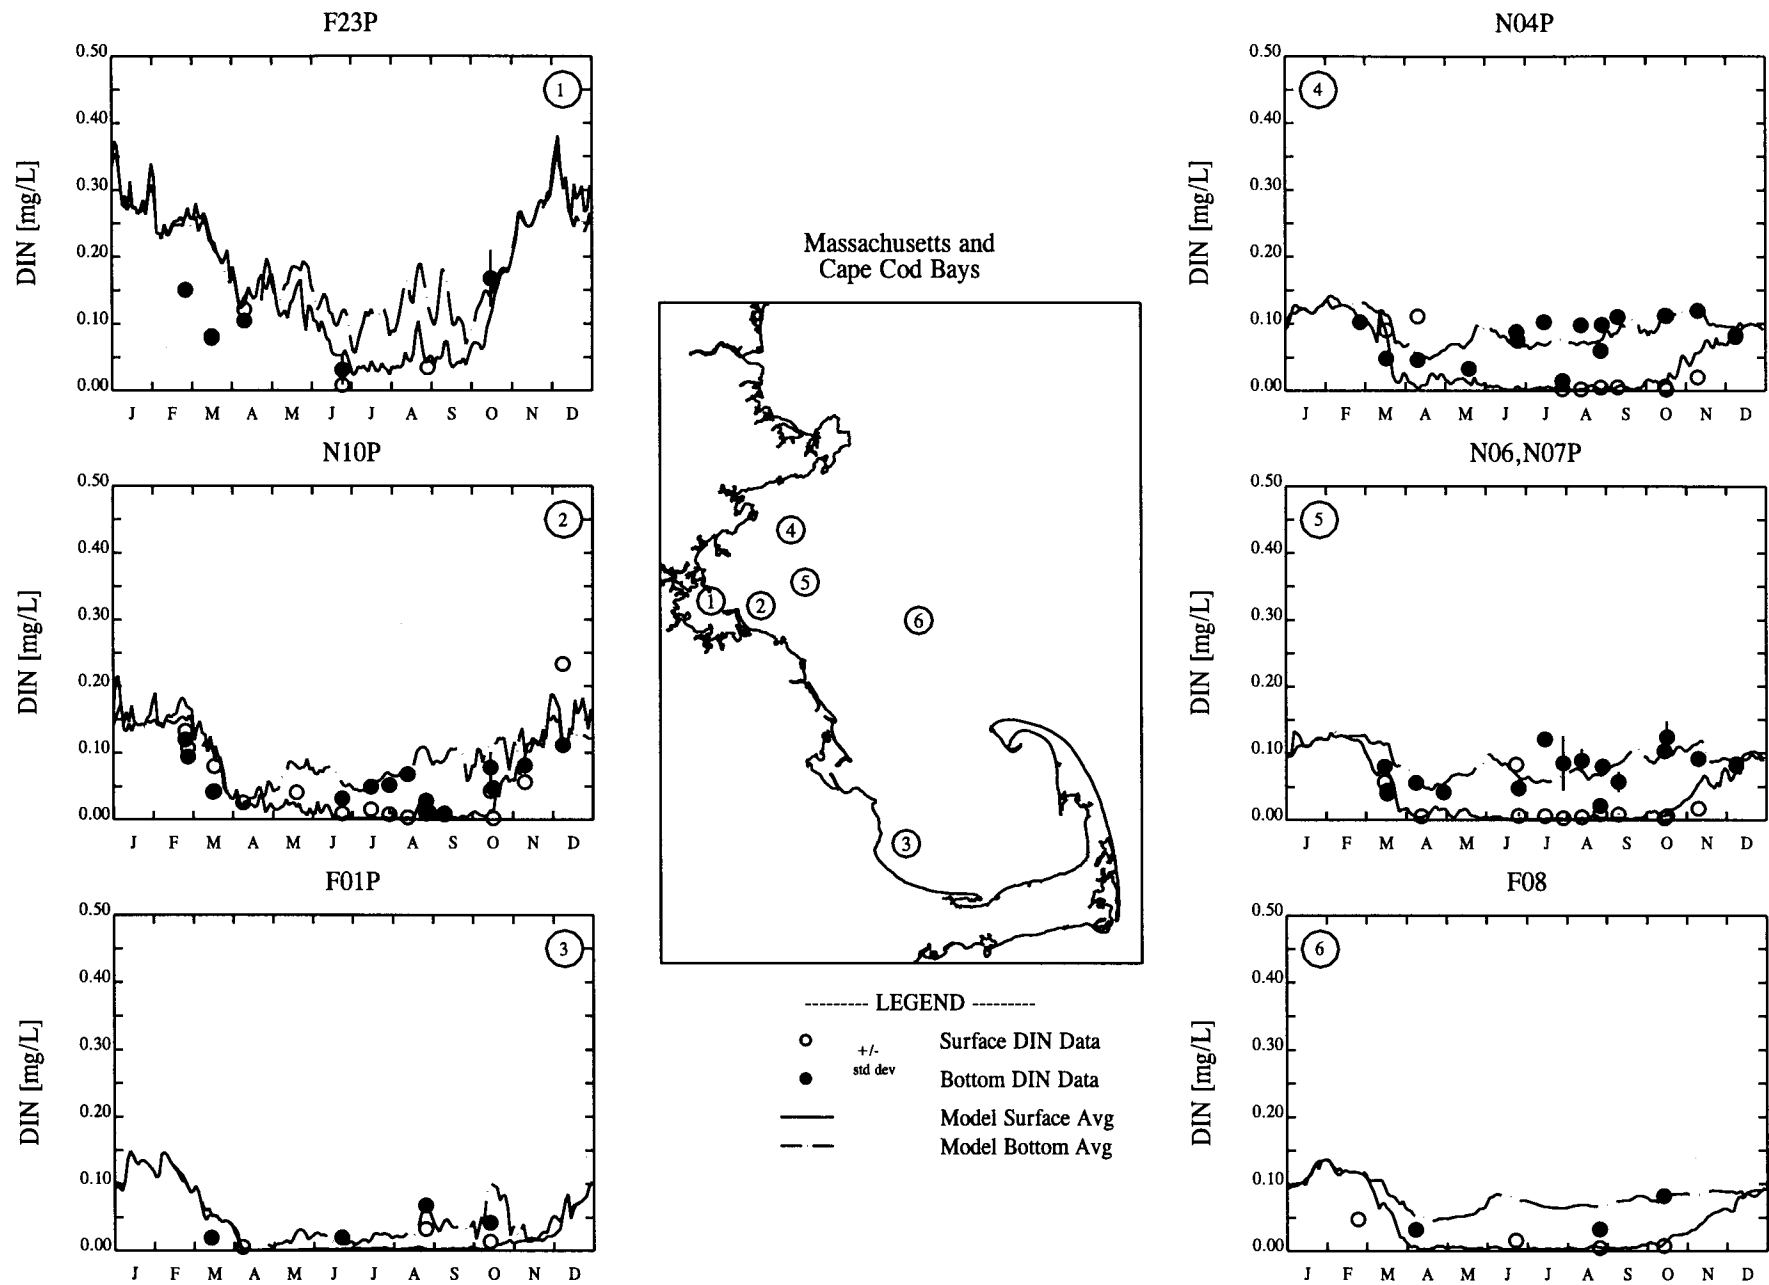 F23P
DIN [mg/L]
0.50
0.40
0.30
0.20
0.10
0.00
1
J F M A M J J A S O N D
N10P
DIN [mg/L]
0.50
0.40
0.30
0.20
0.10
0.00
2
J F M A M J J A S O N D
F01P
DIN [mg/L]
0.50
0.40
0.30
0.20
0.10
0.00
3
J F M A M J J A S O N D
Massachusetts and
Cape Cod Bays
4
5
1
2
6
3
--------- LEGEND ---------
Surface DIN Data
+/-
std dev
Bottom DIN Data
Model Surface Avg
Model Bottom Avg
N04P
DIN [mg/L]
0.50
0.40
0.30
0.20
0.10
0.00
4
J F M A M J J A S O N D
N06,N07P
DIN [mg/L]
0.50
0.40
0.30
0.20
0.10
0.00
5
J F M A M J J A S O N D
F08
DIN [mg/L]
0.50
0.40
0.30
0.20
0.10
0.00
6
J F M A M J J A S O N D